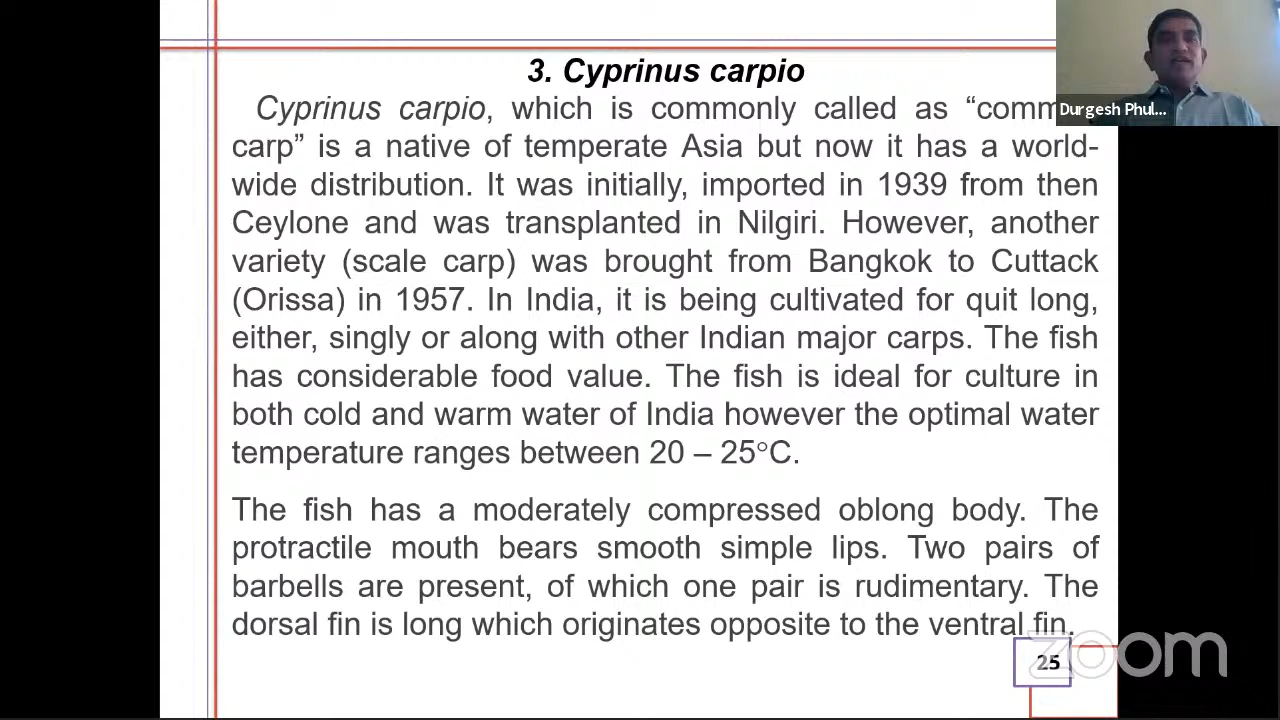 3. Cyprinus carpio
Cyprinus carpio, which is commonly called as “comm
carp” is a native of temperate Asia but now it has a world-
wide distribution. It was initially, imported in 1939 from then
Ceylone and was transplanted in Nilgiri. However, another
variety (scale carp) was brought from Bangkok to Cuttack
(Orissa) in 1957. In India, it is being cultivated for quit long,
either, singly or along with other Indian major carps. The fish
has considerable food value. The fish is ideal for culture in
both cold and warm water of India however the optimal water
temperature ranges between 20 – 25°C.
The fish has a moderately compressed oblong body. The
protractile mouth bears smooth simple lips. Two pairs of
barbells are present, of which one pair is rudimentary. The
dorsal fin is long which originates opposite to the ventral fin.
25
zoom
Durgesh Phul...